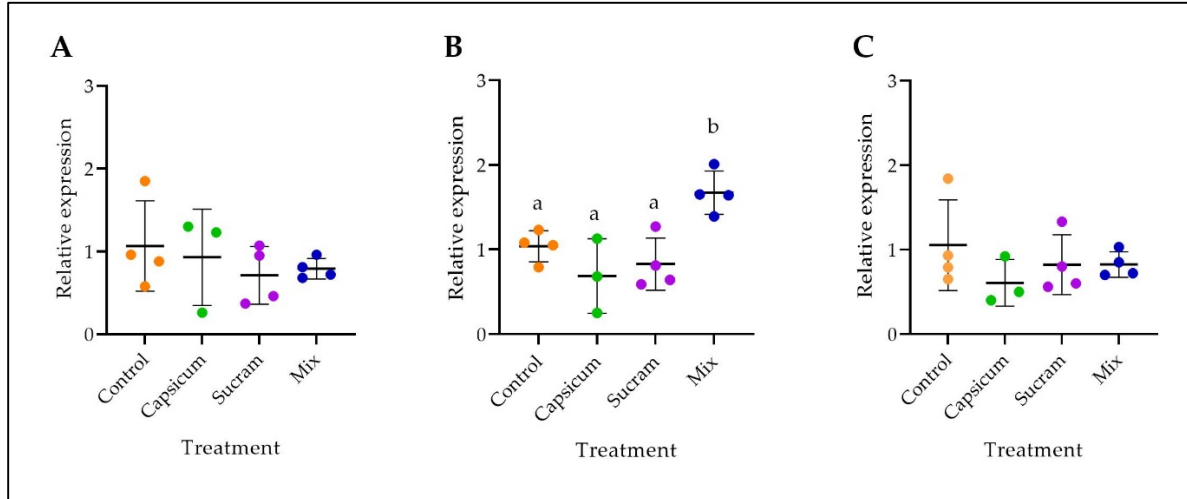 A
Relative expression
3
2
1
0
Control
Capsicum
Sucram
Mix
Treatment
B
Relative expression
3
2
1
0
a
a
a
b
Control
Capsicum
Sucram
Mix
Treatment
C
Relative expression
3
2
1
0
Control
Capsicum
Sucram
Mix
Treatment